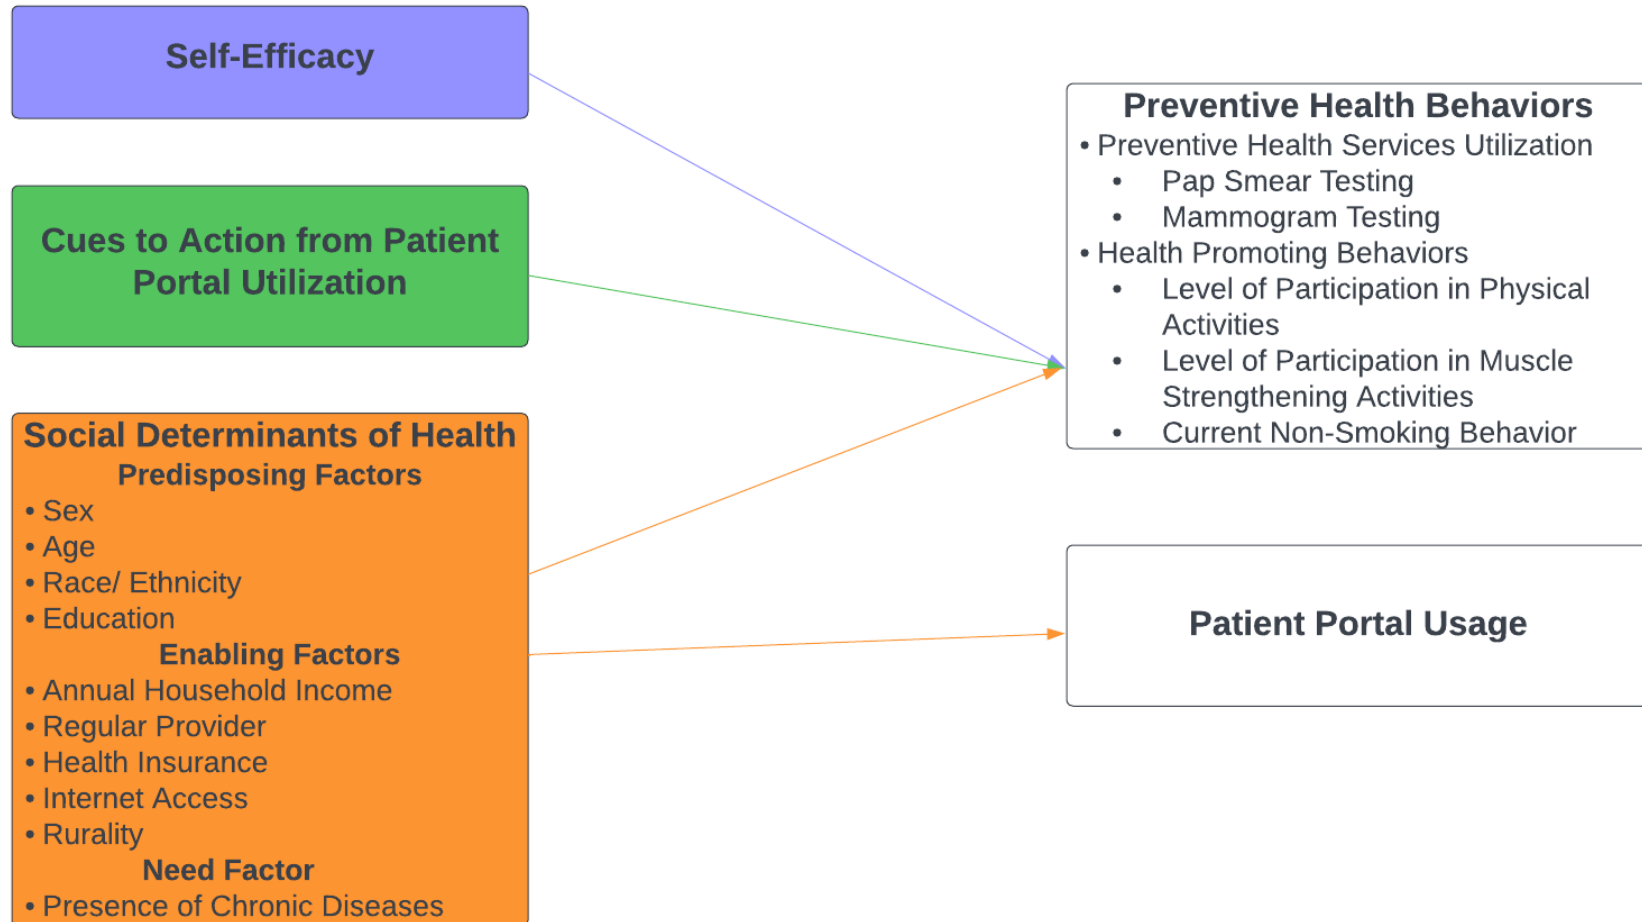 Self-Efficacy
Cues to Action from Patient
Portal Utilization
Social Determinants of Health
Predisposing Factors
• Sex
• Age
• Race/ Ethnicity
• Education
Enabling Factors
• Annual Household Income
• Regular Provider
• Health Insurance
• Internet Access
• Rurality
Need Factor
• Presence of Chronic Diseases
Preventive Health Behaviors
• Preventive Health Services Utilization
• Pap Smear Testing
• Mammogram Testing
• Health Promoting Behaviors
• Level of Participation in Physical
Activities
• Level of Participation in Muscle
Strengthening Activities
• Current Non-Smoking Behavior
Patient Portal Usage